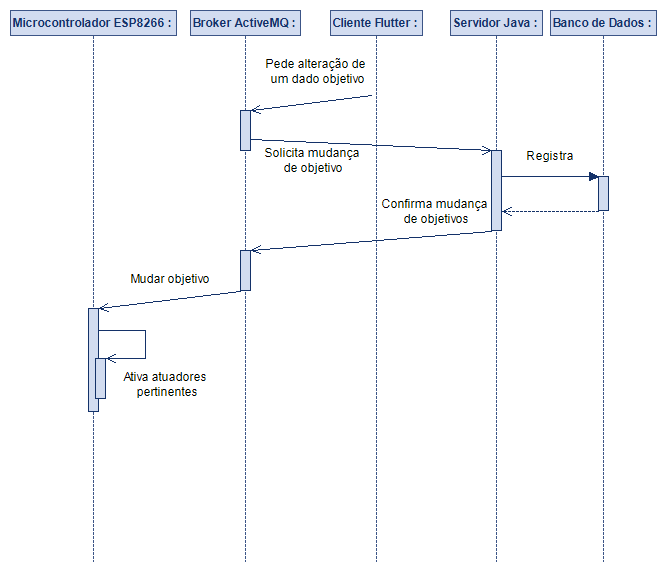 Microcontrolador ESP8266 :
Broker ActiveMQ :
Cliente Flutter :
Servidor Java :
Banco de Dados :
Pede alteração de
um dado objetivo
Solicita mudança
de objetivo
Registra
Confirma mudança
de objetivos
Mudar objetivo
Ativa atuadores
pertinentes